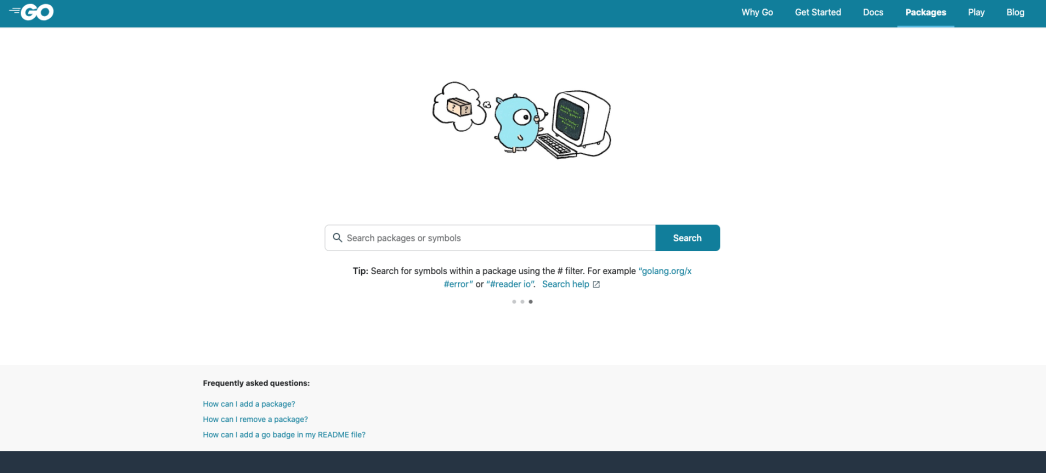 GO
Why Go
Get Started
Docs
Packages
Play
Blog
Search packages or symbols
Search
Tip: Search for symbols within a package using the # filter. For example "golang.org/x
#error" or "#reader io". Search help
Frequently asked questions:
How can I add a package?
How can I remove a package?
How can I add a go badge in my README file?